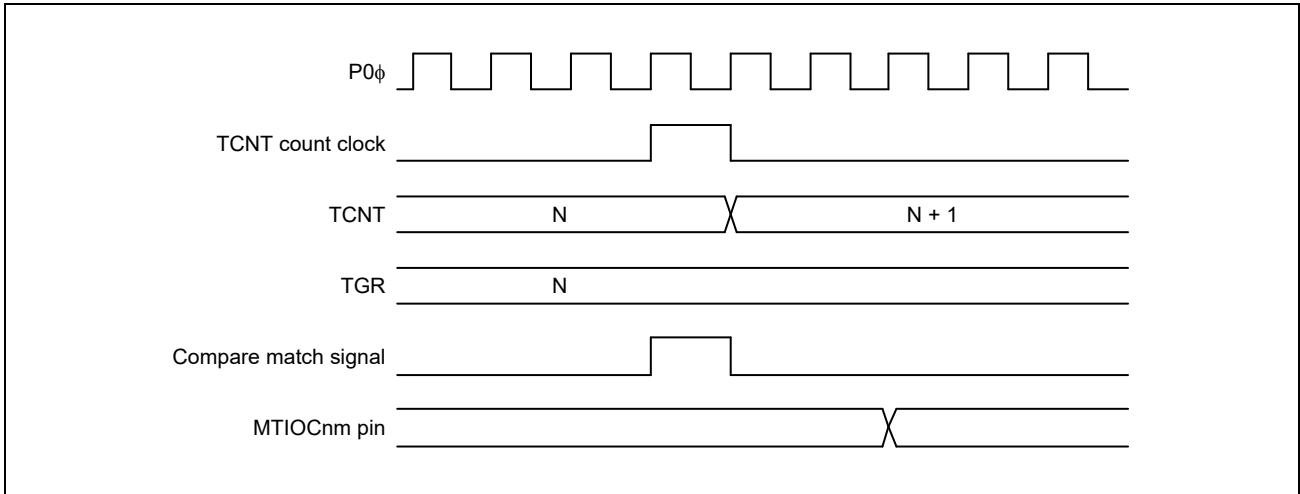 P0ϕ
TCNT count clock
TCNT N N + 1
TGR N
Compare match signal
MTIOCnm pin